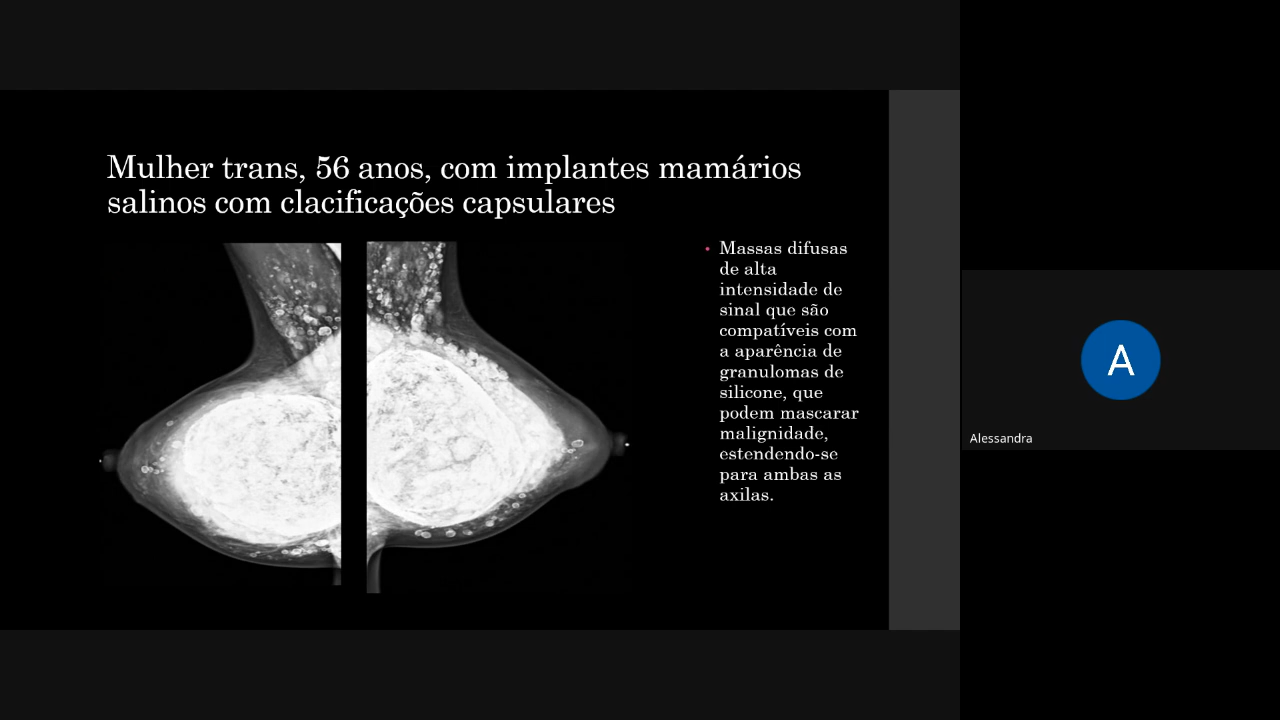 Mulher trans, 56 anos, com implantes mamários
salinos com clacificações capsulares
• Massas difusas
de alta
intensidade de
sinal que são
compatíveis com
a aparência de
granulomas de
silicone, que
podem mascarar
malignidade,
estendendo-se
para ambas as
axilas.
A
Alessandra